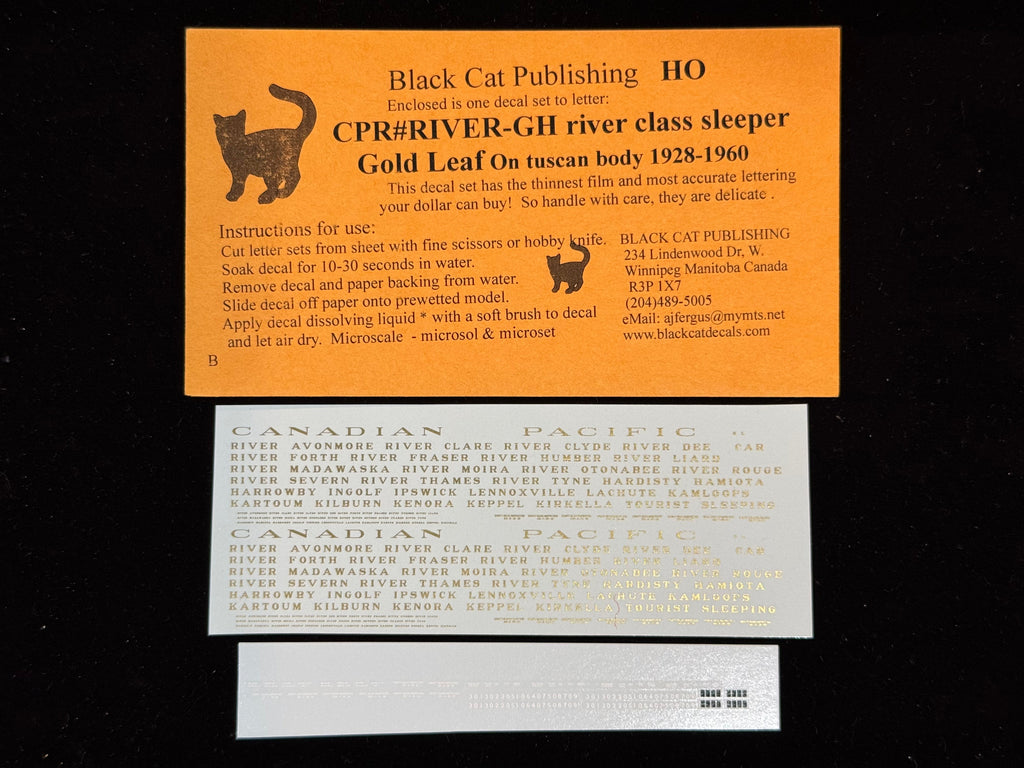 Black Cat Publishing HO
Enclosed is one decal set to letter:
CPR#RIVER-GH river class sleeper
Gold Leaf On tuscan body 1928-1960
This decal set has the thinnest film and most accurate lettering
your dollar can buy! So handle with care, they are delicate .
Instructions for use:
Cut letter sets from sheet with fine scissors or hobby knife.
Soak decal for 10-30 seconds in water.
Remove decal and paper backing from water.
Slide decal off paper onto prewetted model.
Apply decal dissolving liquid * with a soft brush to decal
and let air dry. Microscale - microsol & microset
B
BLACK CAT PUBLISHING
234 Lindenwood Dr, W.
Winnipeg Manitoba Canada
R3P 1X7
(204)489-5005
eMail: ajfergus@mymts.net
www.blackcatdecals.com
CANADIAN PACIFIC
RIVER AVONMORE RIVER CLARE RIVER CLYDE RIVER DEE CAR
RIVER FORTH RIVER FRASER RIVER HUMBER RIVER LIARD
RIVER MADAWASKA RIVER MOIRA RIVER OTONABEE RIVER ROUGE
RIVER SEVERN RIVER THAMES RIVER TYNE HARDISTY HAMIOTA
HARROWBY INGOLF IPSWICK LENNOXVILLE LACHUTE KAMLOOPS
KARTOUM KILBURN KENORA KEPPEL KIRKELLA TOURIST SLEEPING
CANADIAN PACIFIC
RIVER AVONMORE RIVER CLARE RIVER CLYDE RIVER DEE CAR
RIVER FORTH RIVER FRASER RIVER HUMBER RIVER LIARD
RIVER MADAWASKA RIVER MOIRA RIVER OTONABEE RIVER ROUGE
RIVER SEVERN RIVER THAMES RIVER TYNE HARDISTY HAMIOTA
HARROWBY INGOLF IPSWICK LENNOXVILLE LACHUTE KAMLOOPS
KARTOUM KILBURN KENORA KEPPEL KIRKELLA TOURIST SLEEPING